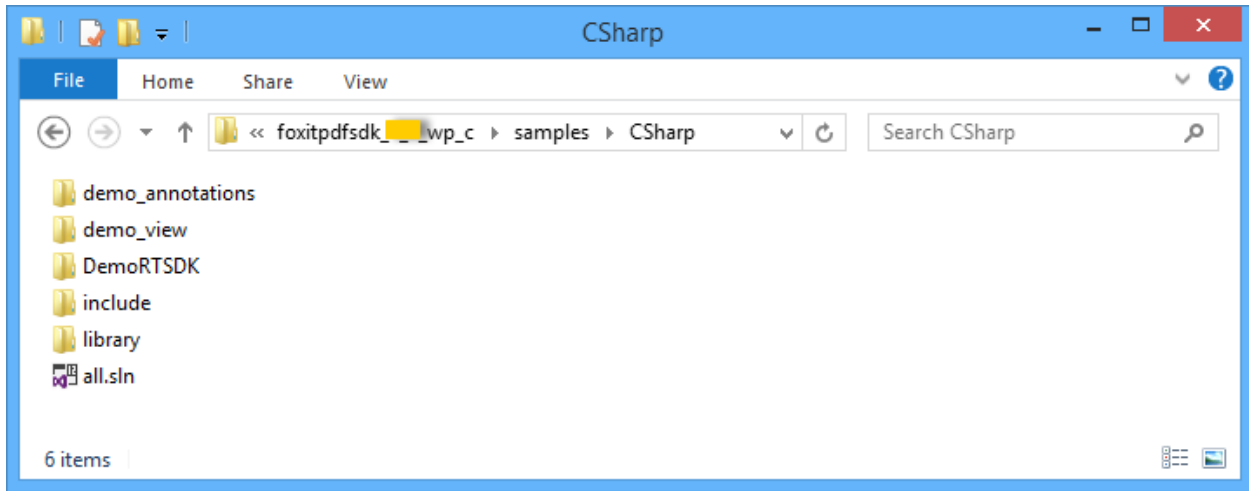 CSharp
File Home Share View
« foxitpdfsdk_ _wp_c samples CSharp Search CSharp
demo_annotations
demo_view
DemoRTSDK
include
library
all.sln
6 items